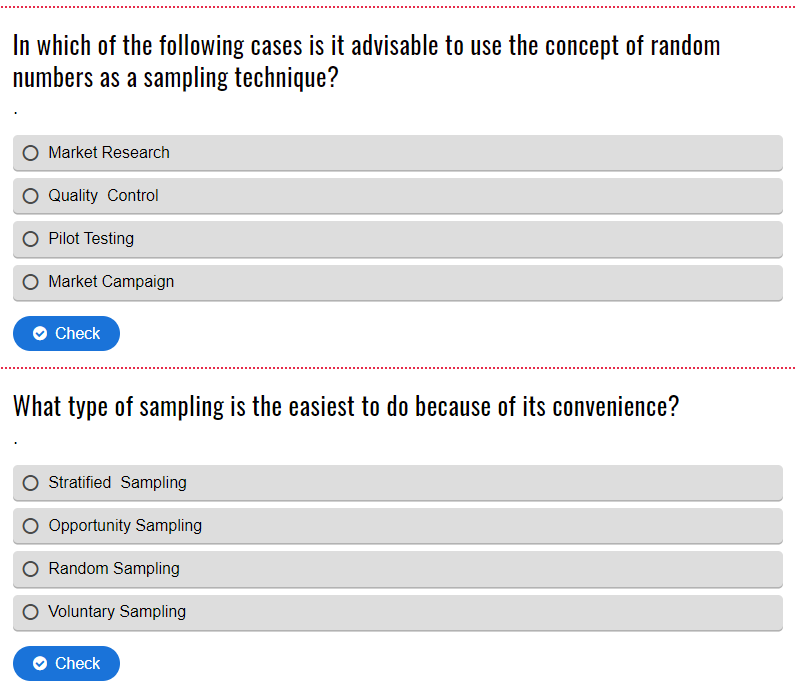 In which of the following cases is it advisable to use the concept of random
numbers as a sampling technique?
.
Market Research
Quality  Control
Pilot Testing
Market Campaign
Check
What type of sampling is the easiest to do because of its convenience?
.
Stratified  Sampling
Opportunity Sampling
Random Sampling
Voluntary Sampling
Check